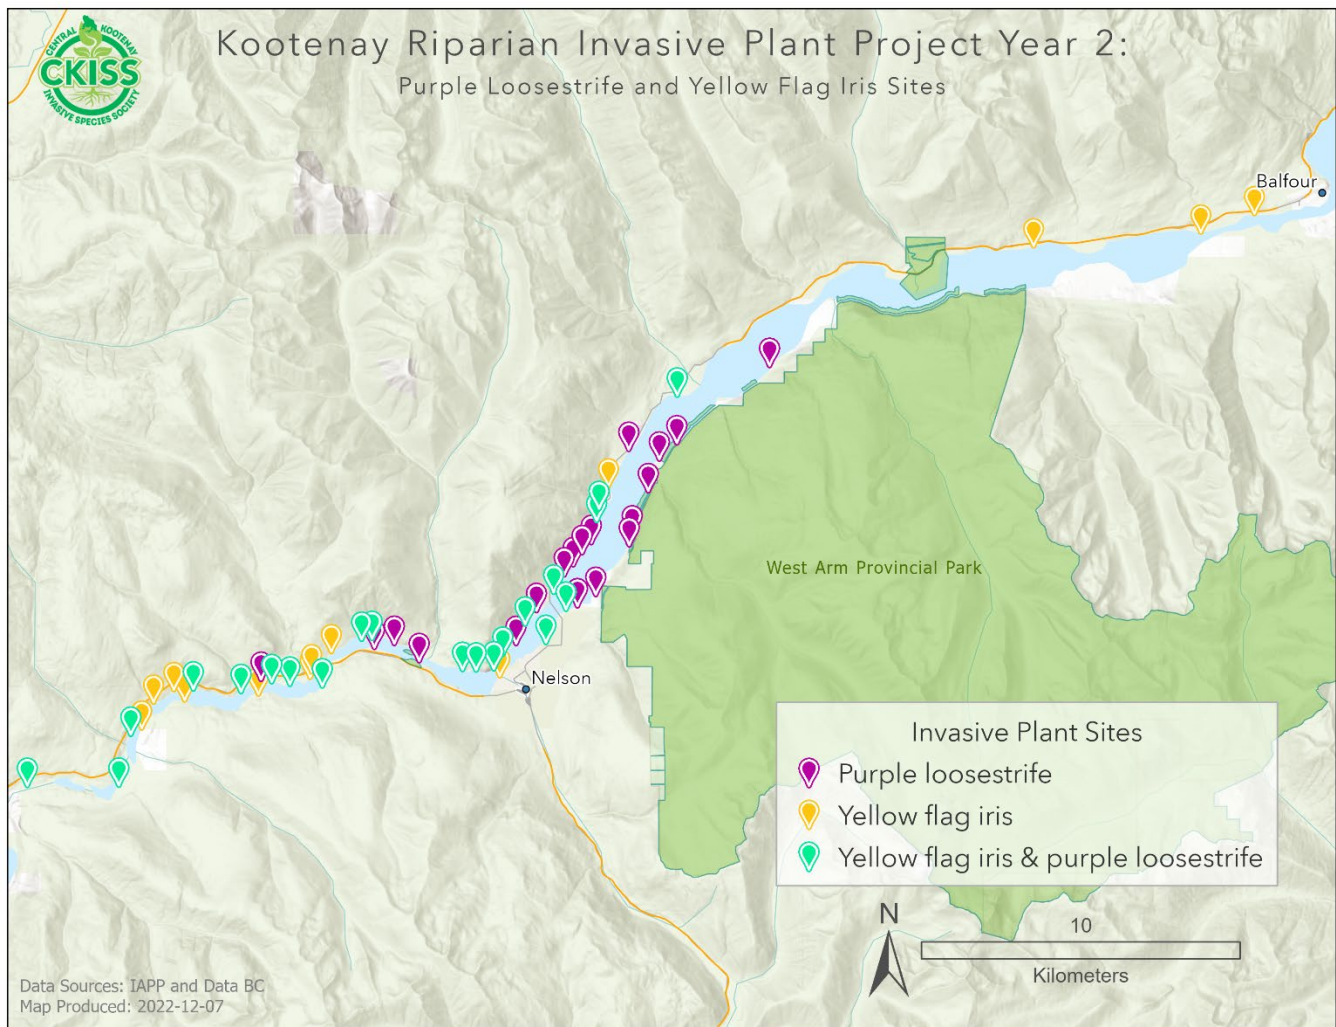 CENTRAL KOOTENAY
CKISS
INVASIVE SPECIES SOCIETY
Kootenay Riparian Invasive Plant Project Year 2:
Purple Loosestrife and Yellow Flag Iris Sites
Balfour
West Arm Provincial Park
Nelson
Invasive Plant Sites
Purple loosestrife
Yellow flag iris
Yellow flag iris & purple loosestrife
N
10
Kilometers
Data Sources: IAPP and Data BC
Map Produced: 2022-12-07